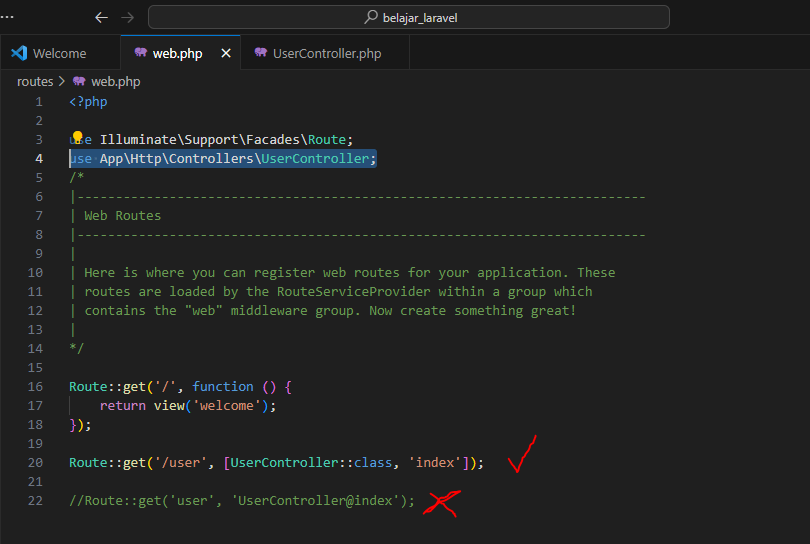 belajar_laravel
Welcome
web.php
UserController.php
routes > web.php
1 <?php
2
3 use Illuminate\Support\Facades\Route;
4 use App\Http\Controllers\UserController;
5 /*
6 |--------------------------------------------------------------------------
7 | Web Routes
8 |--------------------------------------------------------------------------
9 |
10 | Here is where you can register web routes for your application. These
11 | routes are loaded by the RouteServiceProvider within a group which
12 | contains the "web" middleware group. Now create something great!
13 |
14 */
15
16 Route::get('/', function () {
17     return view('welcome');
18 });
19
20 Route::get('/user', [UserController::class, 'index']);
21
22 //Route::get('user', 'UserController@index');